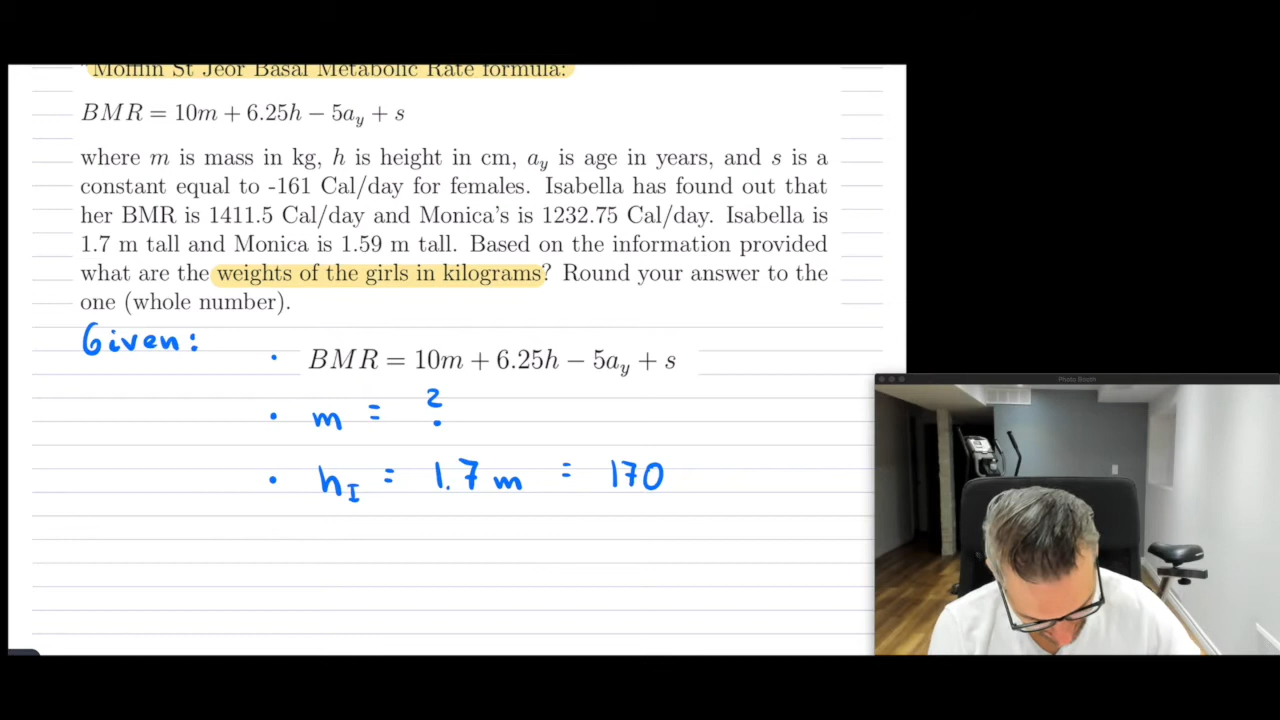 "Mofflin St Jeor Basal Metabolic Rate formula:
BMR = 10m + 6.25h − 5a_y + s
where m is mass in kg, h is height in cm, a_y is age in years, and s is a
constant equal to -161 Cal/day for females. Isabella has found out that
her BMR is 1411.5 Cal/day and Monica's is 1232.75 Cal/day. Isabella is
1.7 m tall and Monica is 1.59 m tall. Based on the information provided
what are the weights of the girls in kilograms? Round your answer to the
one (whole number).
Given:
• BMR = 10m + 6.25h − 5a_y + s
• m = ?
• h_I = 1.7 m = 170
Photo Booth